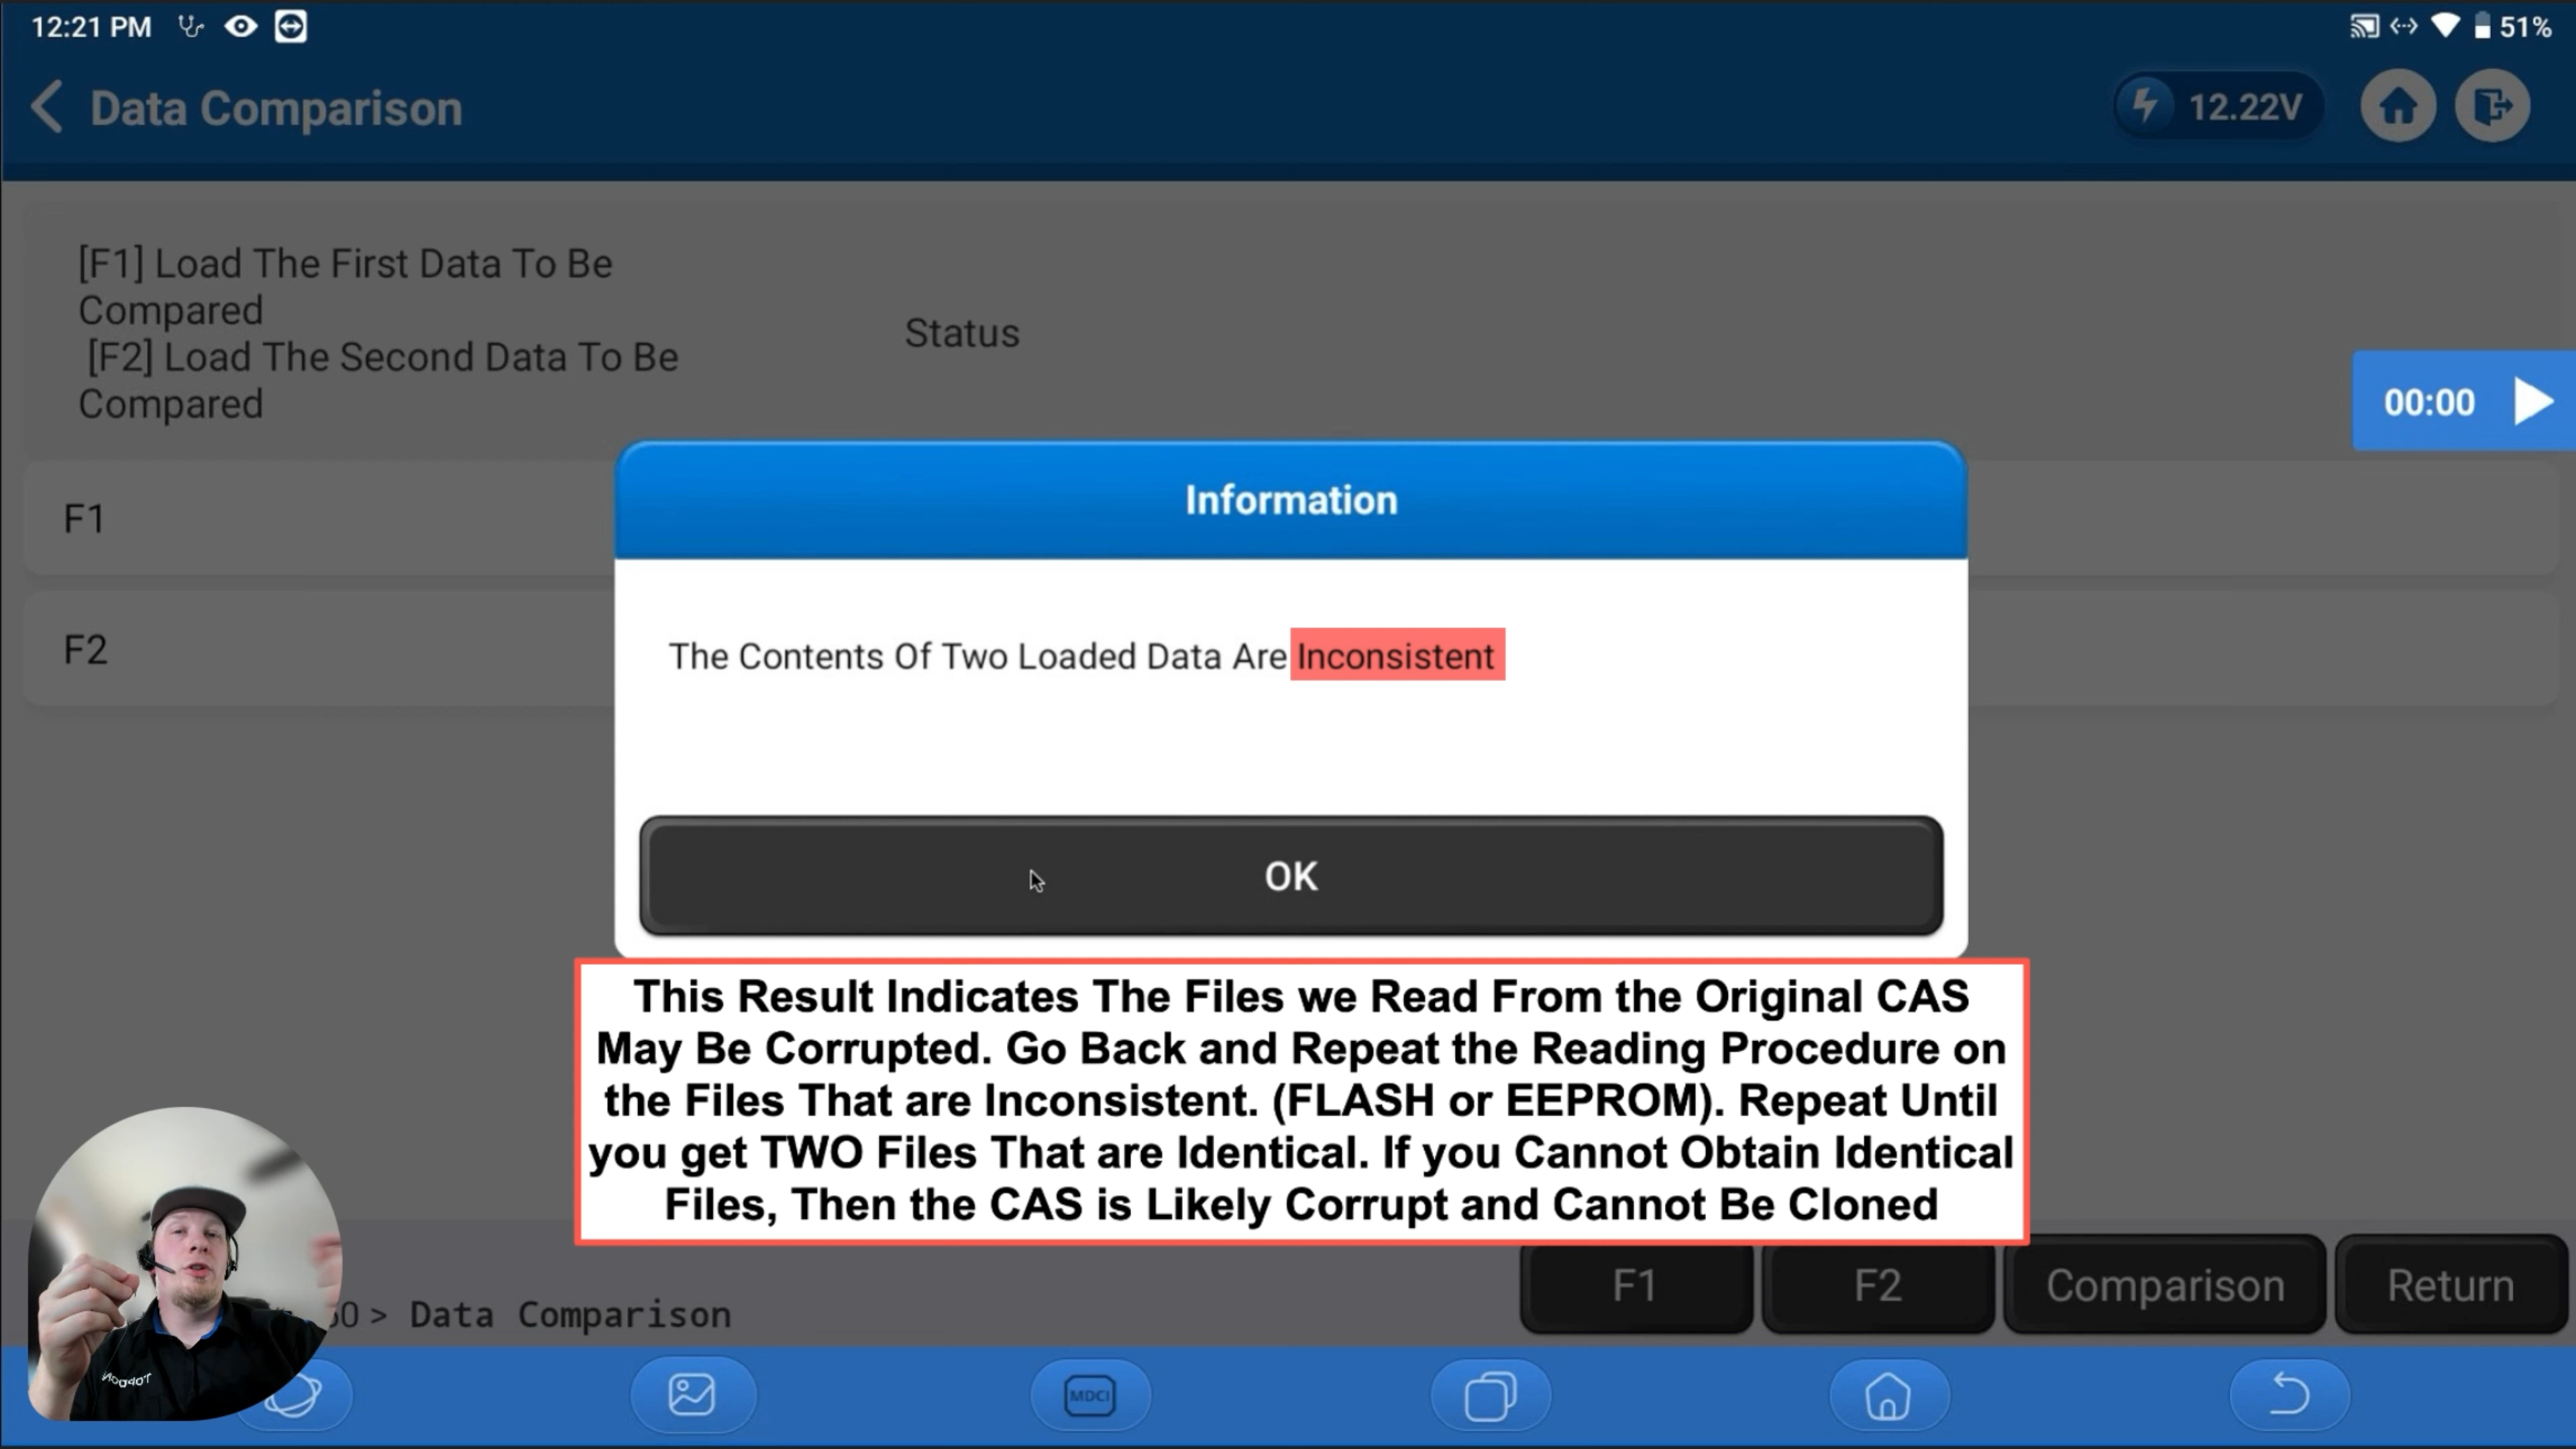 12:21 PM
51%
Data Comparison
12.22V
[F1] Load The First Data To Be
Compared
[F2] Load The Second Data To Be
Compared
Status
00:00
F1
F2
Information
The Contents Of Two Loaded Data Are Inconsistent
OK
This Result Indicates The Files we Read From the Original CAS
May Be Corrupted. Go Back and Repeat the Reading Procedure on
the Files That are Inconsistent. (FLASH or EEPROM). Repeat Until
you get TWO Files That are Identical. If you Cannot Obtain Identical
Files, Then the CAS is Likely Corrupt and Cannot Be Cloned
F1
F2
Comparison
Return
> Data Comparison
MDCI